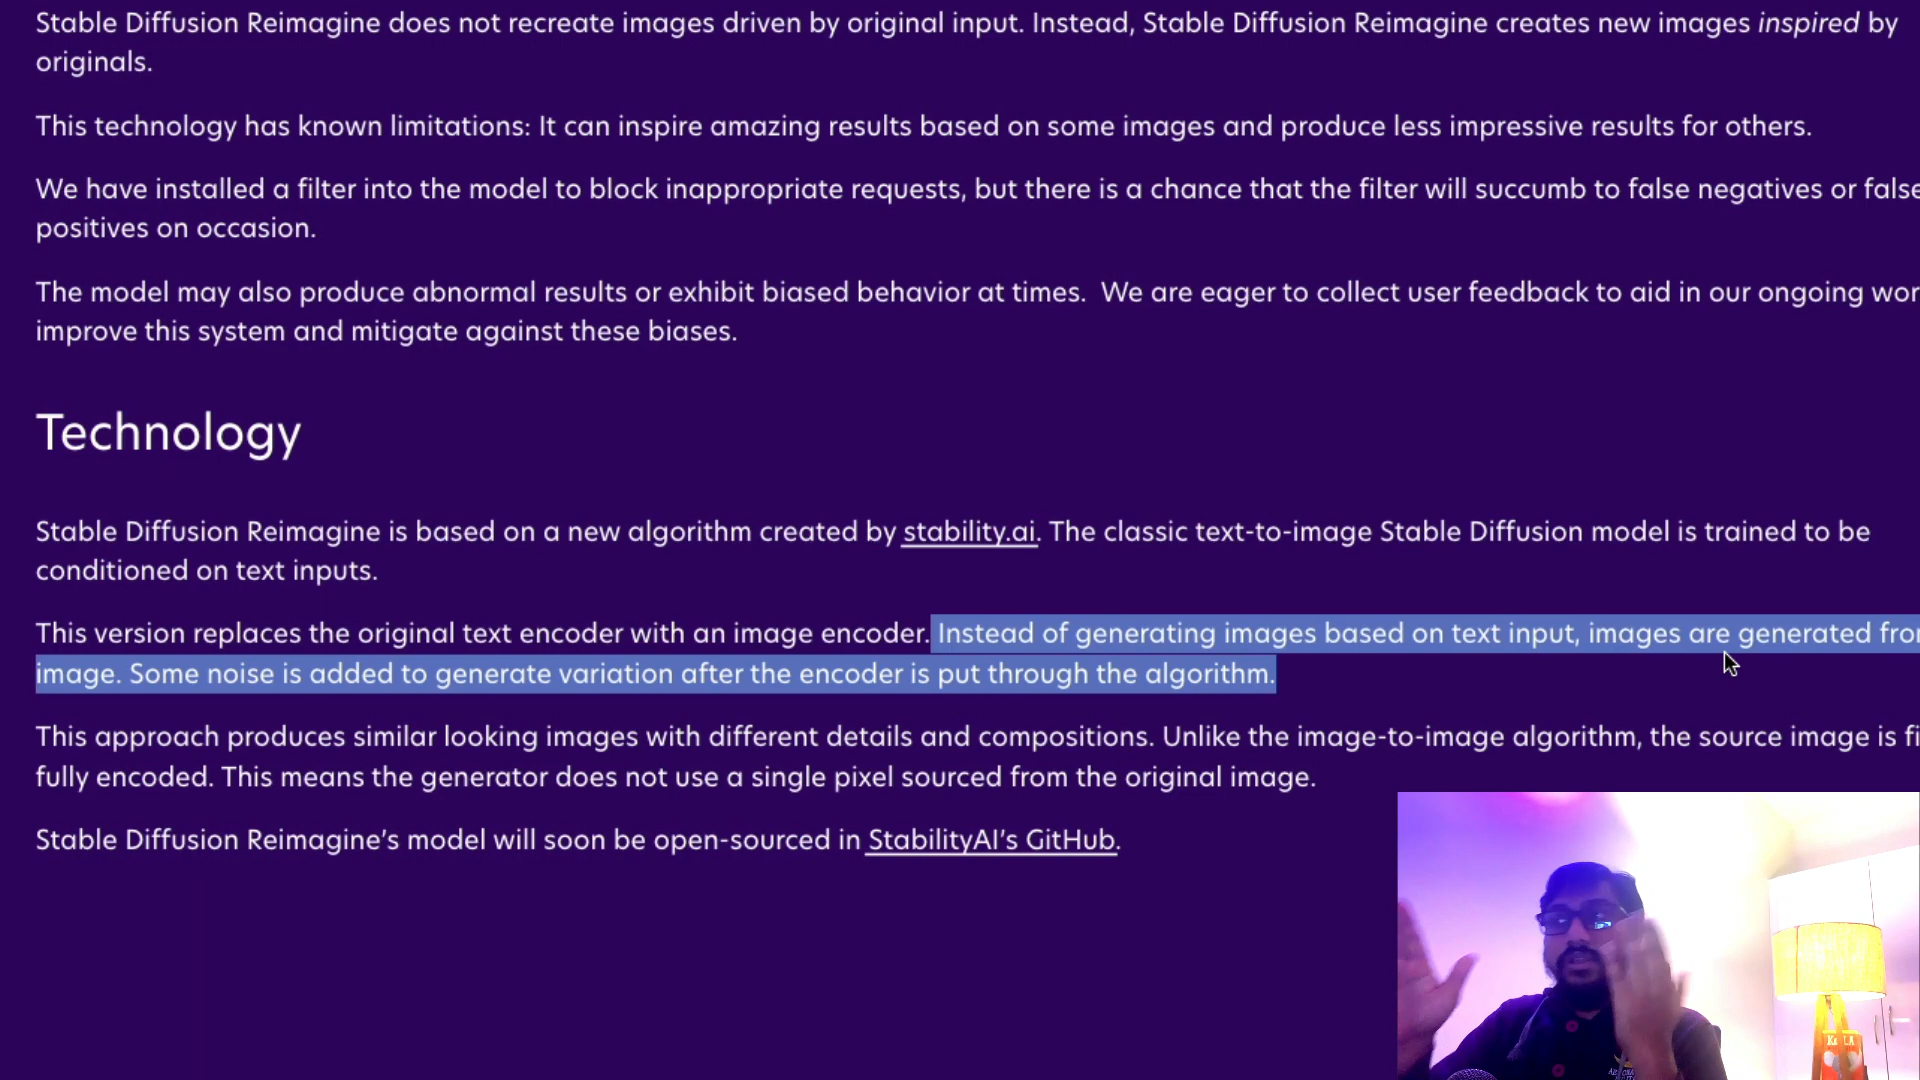 Stable Diffusion Reimagine does not recreate images driven by original input. Instead, Stable Diffusion Reimagine creates new images inspired by
originals.
This technology has known limitations: It can inspire amazing results based on some images and produce less impressive results for others.
We have installed a filter into the model to block inappropriate requests, but there is a chance that the filter will succumb to false negatives or false
positives on occasion.
The model may also produce abnormal results or exhibit biased behavior at times. We are eager to collect user feedback to aid in our ongoing
improve this system and mitigate against these biases.
Technology
Stable Diffusion Reimagine is based on a new algorithm created by stability.ai. The classic text-to-image Stable Diffusion model is trained to be
conditioned on text inputs.
This version replaces the original text encoder with an image encoder. Instead of generating images based on text input, images are generated
image. Some noise is added to generate variation after the encoder is put through the algorithm.
This approach produces similar looking images with different details and compositions. Unlike the image-to-image algorithm, the source image is
fully encoded. This means the generator does not use a single pixel sourced from the original image.
Stable Diffusion Reimagine’s model will soon be open-sourced in StabilityAI’s GitHub.